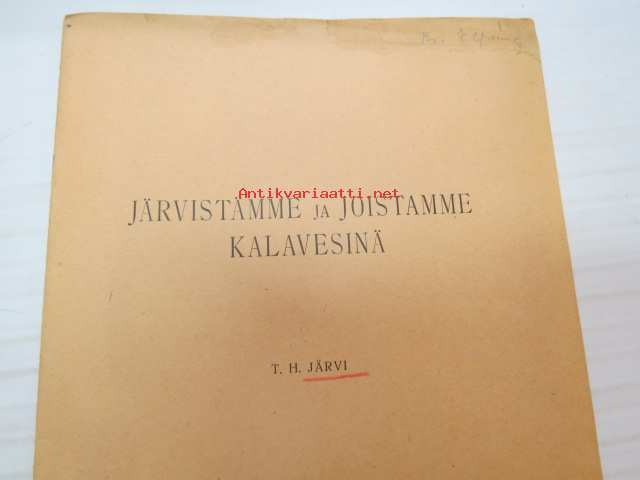 Antikvariaatti.net
JÄRVISTÄMME JA JOISTAMME
KALAVESINÄ
T. H. JÄRVI